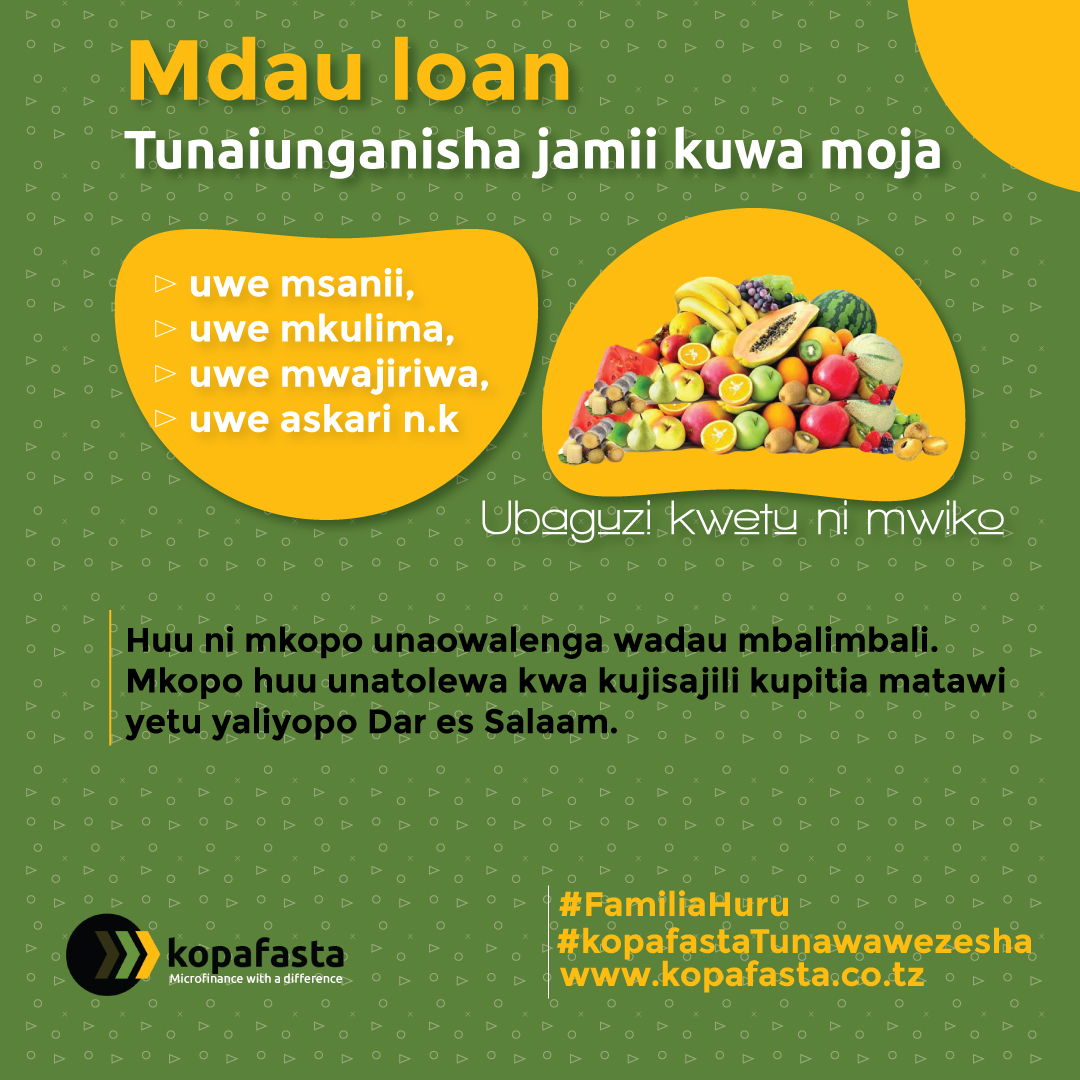 Mdau loan
Tunaiunganisha jamii kuwa moja
uwe msanii,
uwe mkulima,
uwe mwajiriwa,
uwe askari n.k
Ubaguzi kwetu ni mwiko
Huu ni mkopo unaowalenga wadau mbalimbali.
Mkopo huu unatolewa kwa kujisajili kupitia matawi
yetu yaliyopo Dar es Salaam.
kopafasta
Microfinance with a difference
#FamiliaHuru
#kopafastaTunawawezesha
www.kopafasta.co.tz